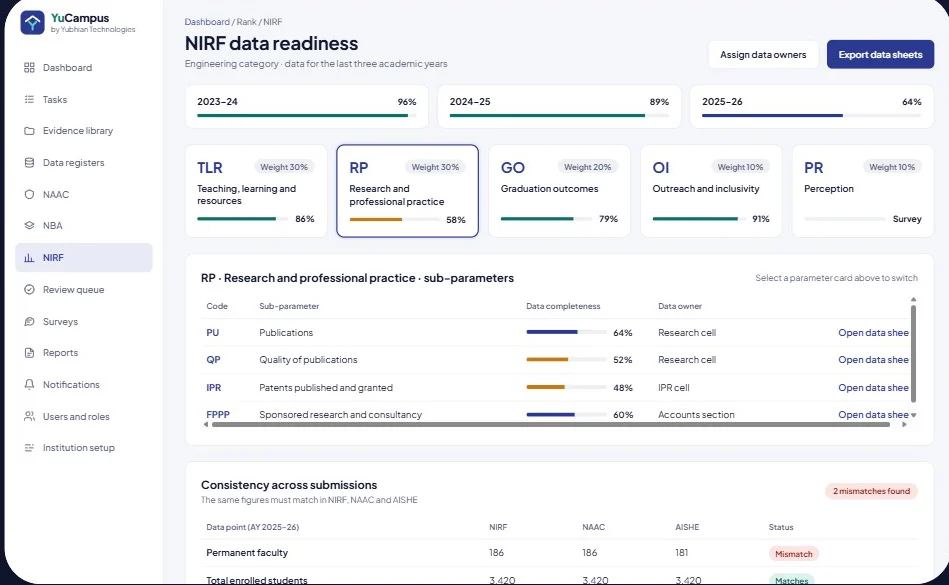 YuCampus
by Yubhian Technologies
Dashboard
Tasks
Evidence library
Data registers
NAAC
NBA
NIRF
Review queue
Surveys
Reports
Notifications
Users and roles
Institution setup
Dashboard / Rank / NIRF
NIRF data readiness
Engineering category · data for the last three academic years
Assign data owners
Export data sheets
2023–24 96%
2024–25 89%
2025–26 64%
TLR Weight 30%
Teaching, learning and
resources
86%
RP Weight 30%
Research and
professional practice
58%
GO Weight 20%
Graduation outcomes
79%
OI Weight 10%
Outreach and inclusivity
91%
PR Weight 10%
Perception
Survey
RP · Research and professional practice · sub-parameters
Select a parameter card above to switch
Code Sub-parameter Data completeness Data owner
PU Publications 64% Research cell Open data shee
QP Quality of publications 52% Research cell Open data shee
IPR Patents published and granted 48% IPR cell Open data shee
FPPP Sponsored research and consultancy 60% Accounts section Open data shee
Consistency across submissions
The same figures must match in NIRF, NAAC and AISHE
2 mismatches found
Data point (AY 2025–26) NIRF NAAC AISHE Status
Permanent faculty 186 186 181 Mismatch
Total enrolled students 3,420 3,420 3,420 Matches